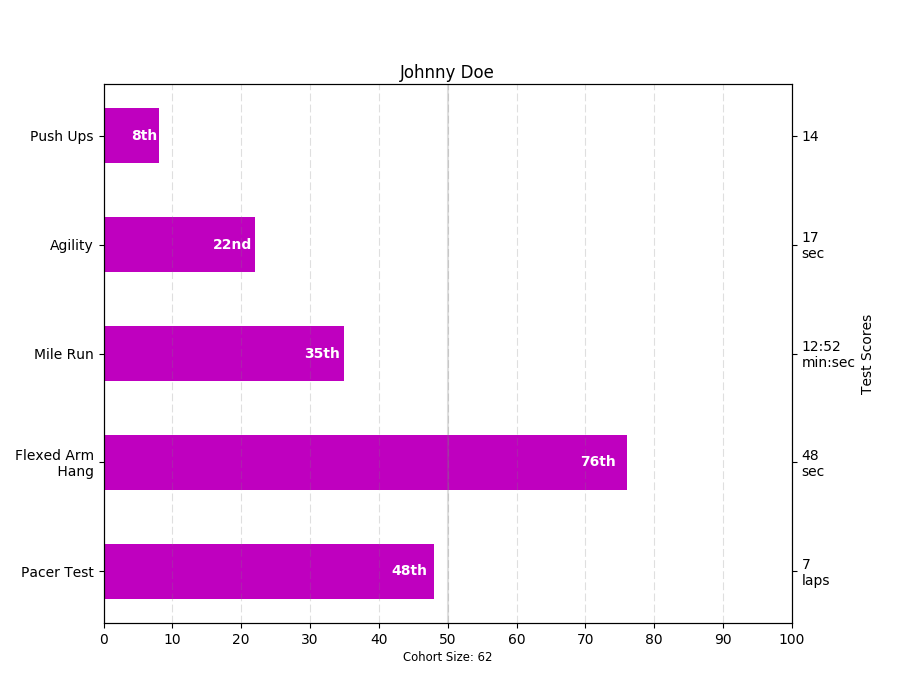 Johnny Doe
Push Ups
8th
14
Agility
22nd
17
sec
Mile Run
35th
12:52
min:sec
Test Scores
Flexed Arm
Hang
76th
48
sec
Pacer Test
48th
7
laps
0 10 20 30 40 50 60 70 80 90 100
Cohort Size: 62